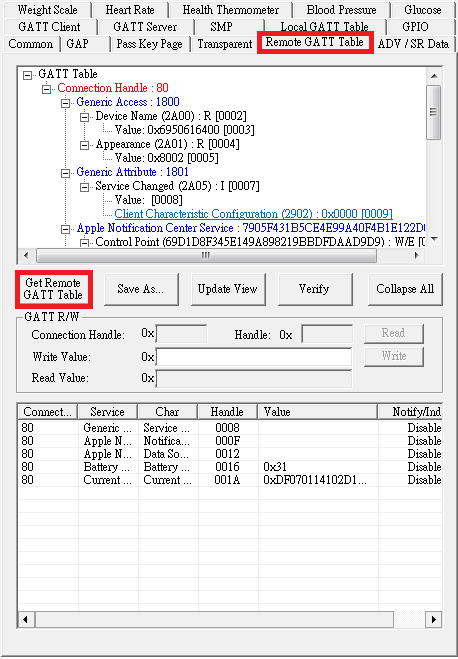 Weight Scale Heart Rate Health Thermometer Blood Pressure Glucose
GATT Client GATT Server SMP Local GATT Table GPIO
Common GAP Pass Key Page Transparent Remote GATT Table ADV / SR Data
GATT Table
Connection Handle : 80
Generic Access : 1800
Device Name (2A00) : R [0002]
Value: 0x6950616400 [0003]
Appearance (2A01) : R [0004]
Value: 0x8002 [0005]
Generic Attribute : 1801
Service Changed (2A05) : I [0007]
Value: [0008]
Client Characteristic Configuration (2902) : 0x0000 [0009]
Apple Notification Center Service : 7905F431B5CE4E99A40F4B1E122D
Control Point (69D1D8F345E149A898219BBDFDAAD9D9) : W/E [0
Get Remote
GATT Table
Save As... Update View Verify Collapse All
GATT R/W
Connection Handle: 0x Handle: 0x Read
Write Value: 0x Write
Read Value: 0x
Connect... Service Char Handle Value Notify/Ind
80 Generic ... Service ... 0008 Disable
80 Apple N... Notifica... 000F Disable
80 Apple N... Data So... 0012 Disable
80 Battery ... Battery ... 0016 0x31 Disable
80 Current ... Current ... 001A 0xDF070114102D1... Disable